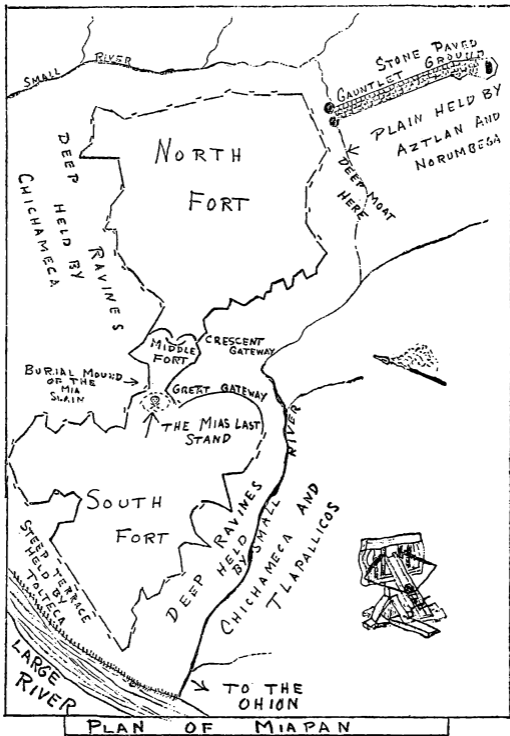 SMALL RIVER
STONE PAVED
GAUNTLET GROUND
PLAIN HELD BY
AZTLAN AND
NORUMBEGA
DEEP MOAT
HERE
NORTH
FORT
DEEP RAVINES
HELD BY
CHICHAMECA
MIDDLE
FORT
CRESCENT
GATEWAY
BURIAL MOUND
OF THE
MIA
SLAIN
GREAT GATEWAY
THE MIAS LAST
STAND
RIVER
SOUTH
FORT
DEEP RAVINES
HELD
BY SMALL
CHICHAMECA AND
TLAPALLICOS
STEEP TERRACE
HELD BY
TOLTECA
LARGE
RIVER
TO THE
OHION
PLAN OF MIAPAN